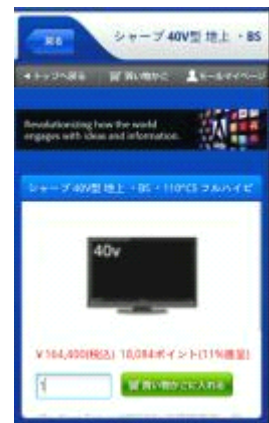 戻る
シャープ 40V型 地上 ・BS
トップへ戻る 買い物かご モールマイページ
Revolutionizing how the world
engages with ideas and information.
シャープ 40V型 地上 ・BS ・110°CS フルハイビ
40v
￥164,400(税込) 18,084ポイント(11%還元)
1
買い物かごに入れる